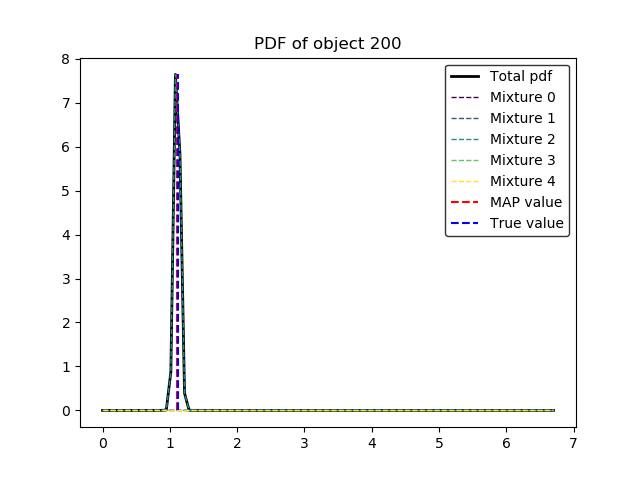 PDF of object 200
8
7
6
5
4
3
2
1
0
0 1 2 3 4 5 6 7
Total pdf
Mixture 0
Mixture 1
Mixture 2
Mixture 3
Mixture 4
MAP value
True value